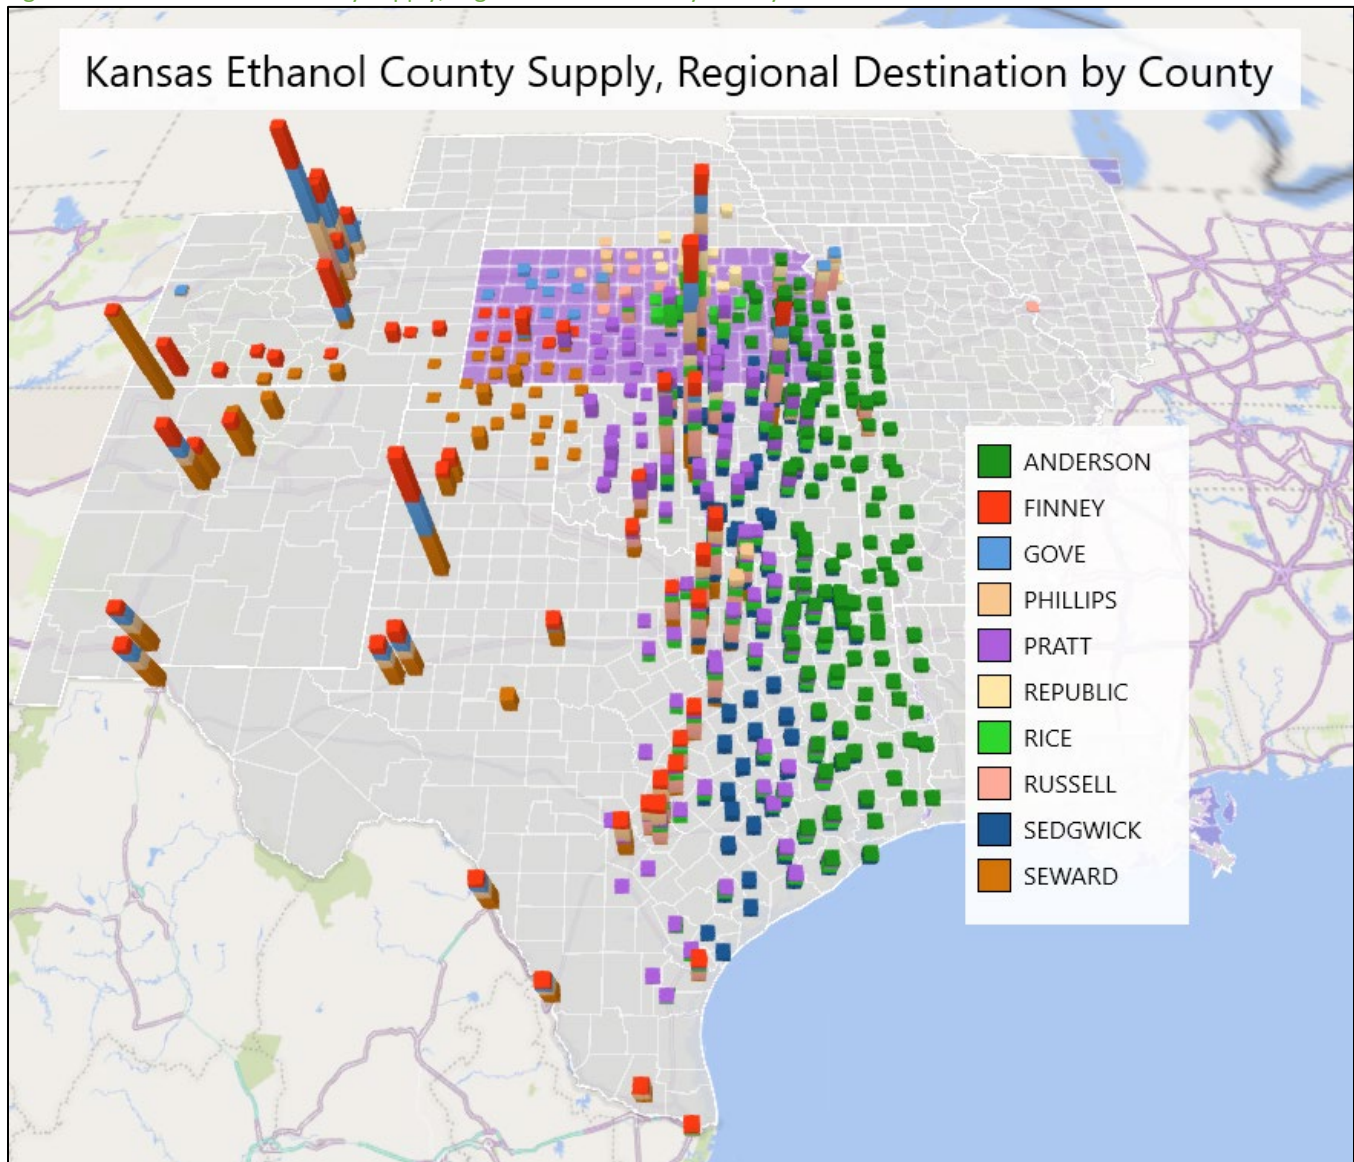 Kansas Ethanol County Supply, Regional Destination by County
ANDERSON
FINNEY
GOVE
PHILLIPS
PRATT
REPUBLIC
RICE
RUSSELL
SEDGWICK
SEWARD